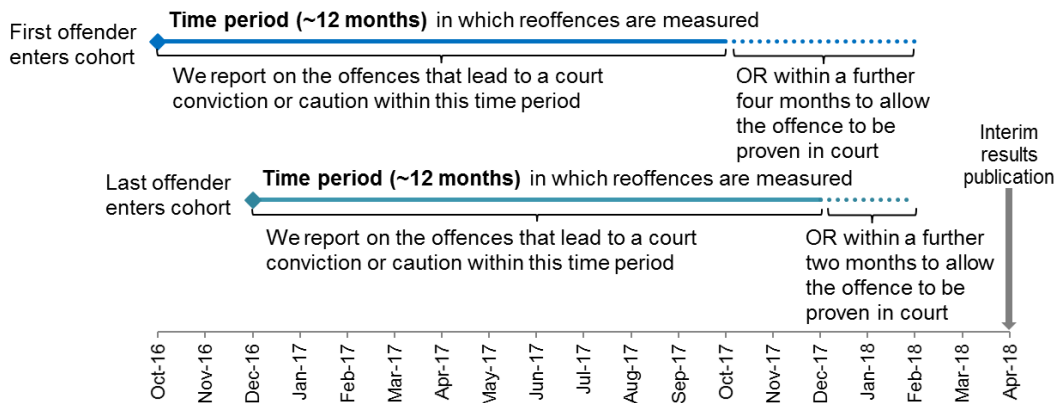 Time period (~12 months) in which reoffences are measured
First offender
enters cohort
We report on the offences that lead to a court
conviction or caution within this time period
OR within a further
four months to allow
the offence to be
proven in court
Interim
results
publication
Time period (~12 months) in which reoffences are measured
Last offender
enters cohort
We report on the offences that lead to a court
conviction or caution within this time period
OR within a further
two months to allow
the offence to be
proven in court
Oct-16
Nov-16
Dec-16
Jan-17
Feb-17
Mar-17
Apr-17
May-17
Jun-17
Jul-17
Aug-17
Sep-17
Oct-17
Nov-17
Dec-17
Jan-18
Feb-18
Mar-18
Apr-18